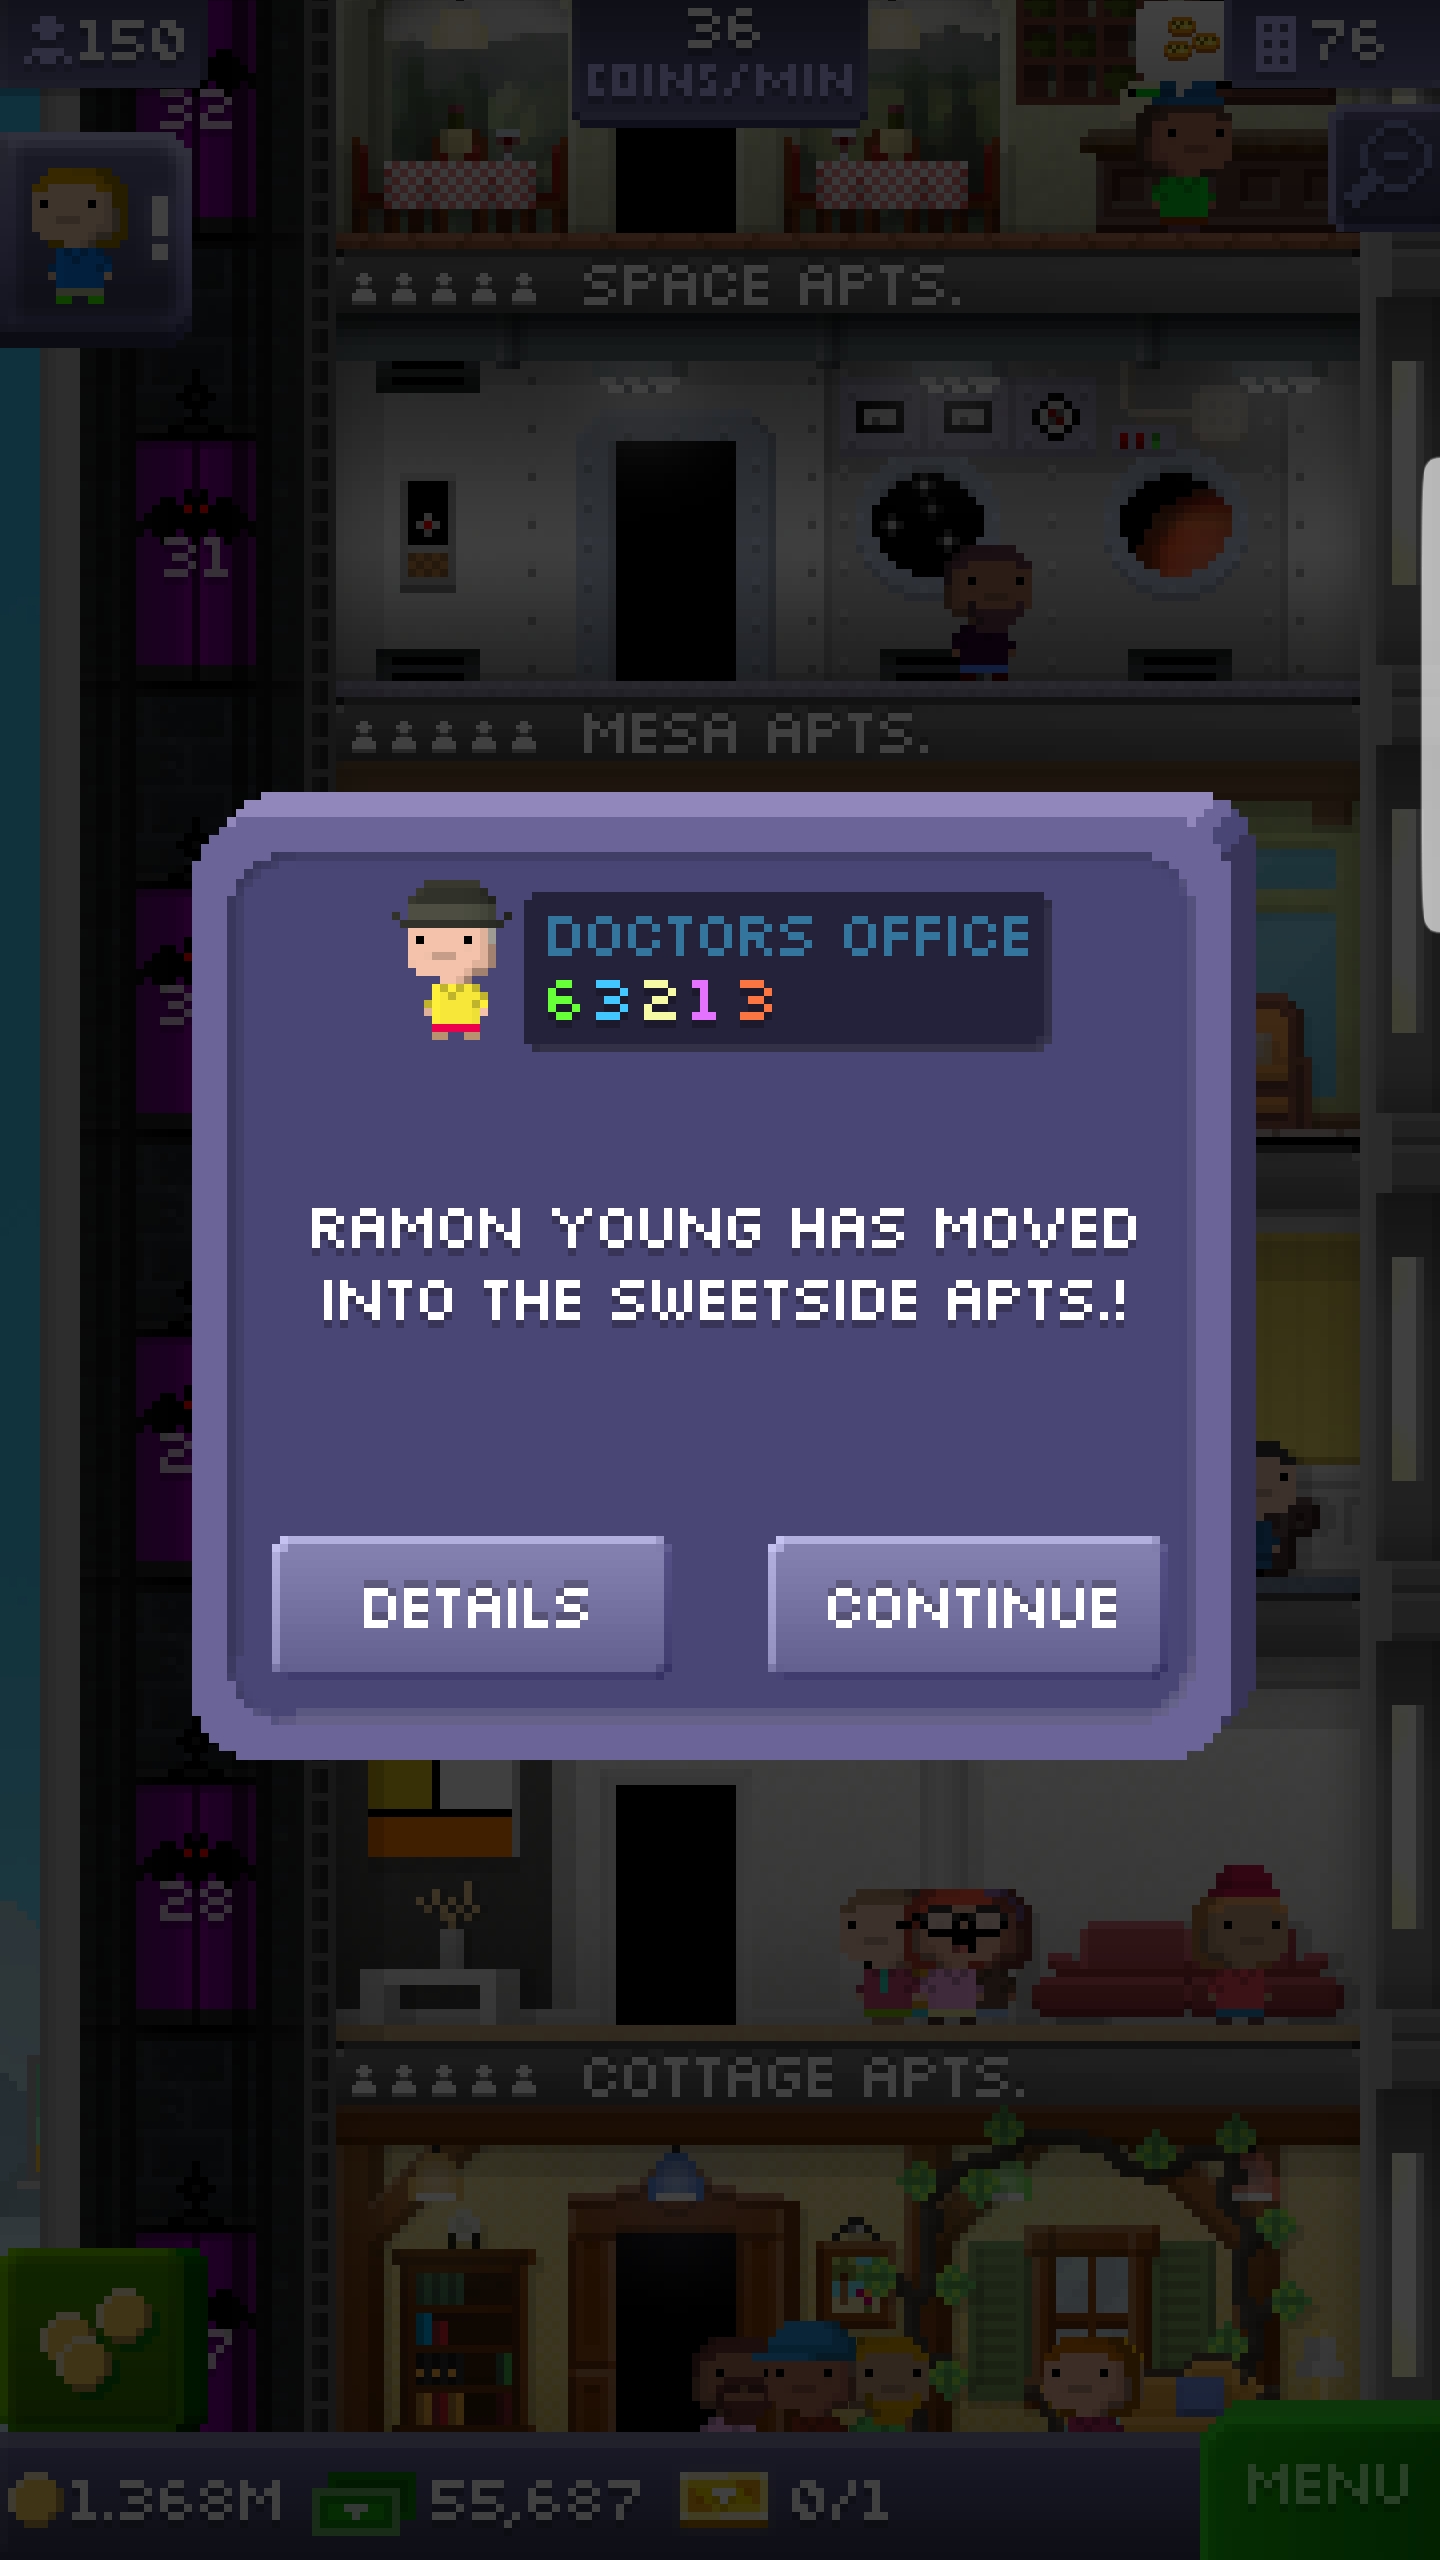 150
36
COINS/MIN
76
32
SPACE APTS.
31
MESA APTS.
DOCTORS OFFICE
6 3 2 1 3
RAMON YOUNG HAS MOVED
INTO THE SWEETSIDE APTS.!
DETAILS
CONTINUE
28
COTTAGE APTS.
1.368M
55,687
0/1
MENU